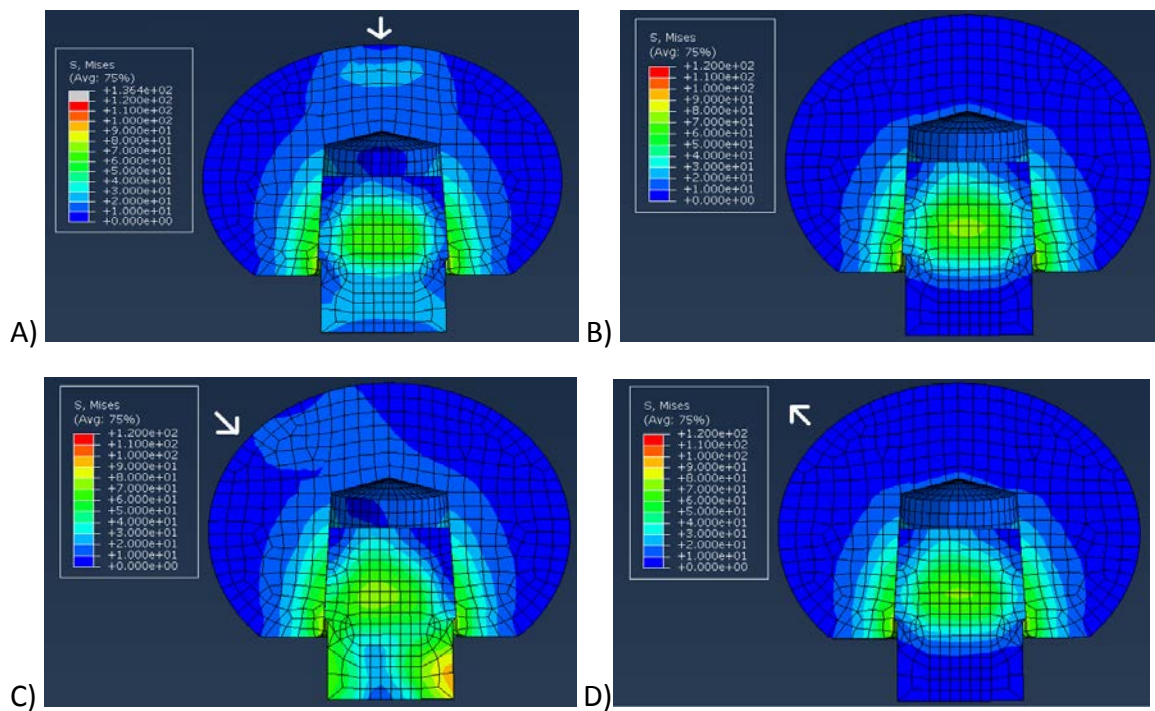 S, Mises
(Avg: 75%)
+1.364e+02
+1.200e+02
+1.100e+02
+1.000e+02
+9.000e+01
+8.000e+01
+7.000e+01
+6.000e+01
+5.000e+01
+4.000e+01
+3.000e+01
+2.000e+01
+1.000e+01
+0.000e+00
A)
S, Mises
(Avg: 75%)
+1.200e+02
+1.100e+02
+1.000e+02
+9.000e+01
+8.000e+01
+7.000e+01
+6.000e+01
+5.000e+01
+4.000e+01
+3.000e+01
+2.000e+01
+1.000e+01
+0.000e+00
B)
S, Mises
(Avg: 75%)
+1.200e+02
+1.100e+02
+1.000e+02
+9.000e+01
+8.000e+01
+7.000e+01
+6.000e+01
+5.000e+01
+4.000e+01
+3.000e+01
+2.000e+01
+1.000e+01
+0.000e+00
C)
S, Mises
(Avg: 75%)
+1.200e+02
+1.100e+02
+1.000e+02
+9.000e+01
+8.000e+01
+7.000e+01
+6.000e+01
+5.000e+01
+4.000e+01
+3.000e+01
+2.000e+01
+1.000e+01
+0.000e+00
D)